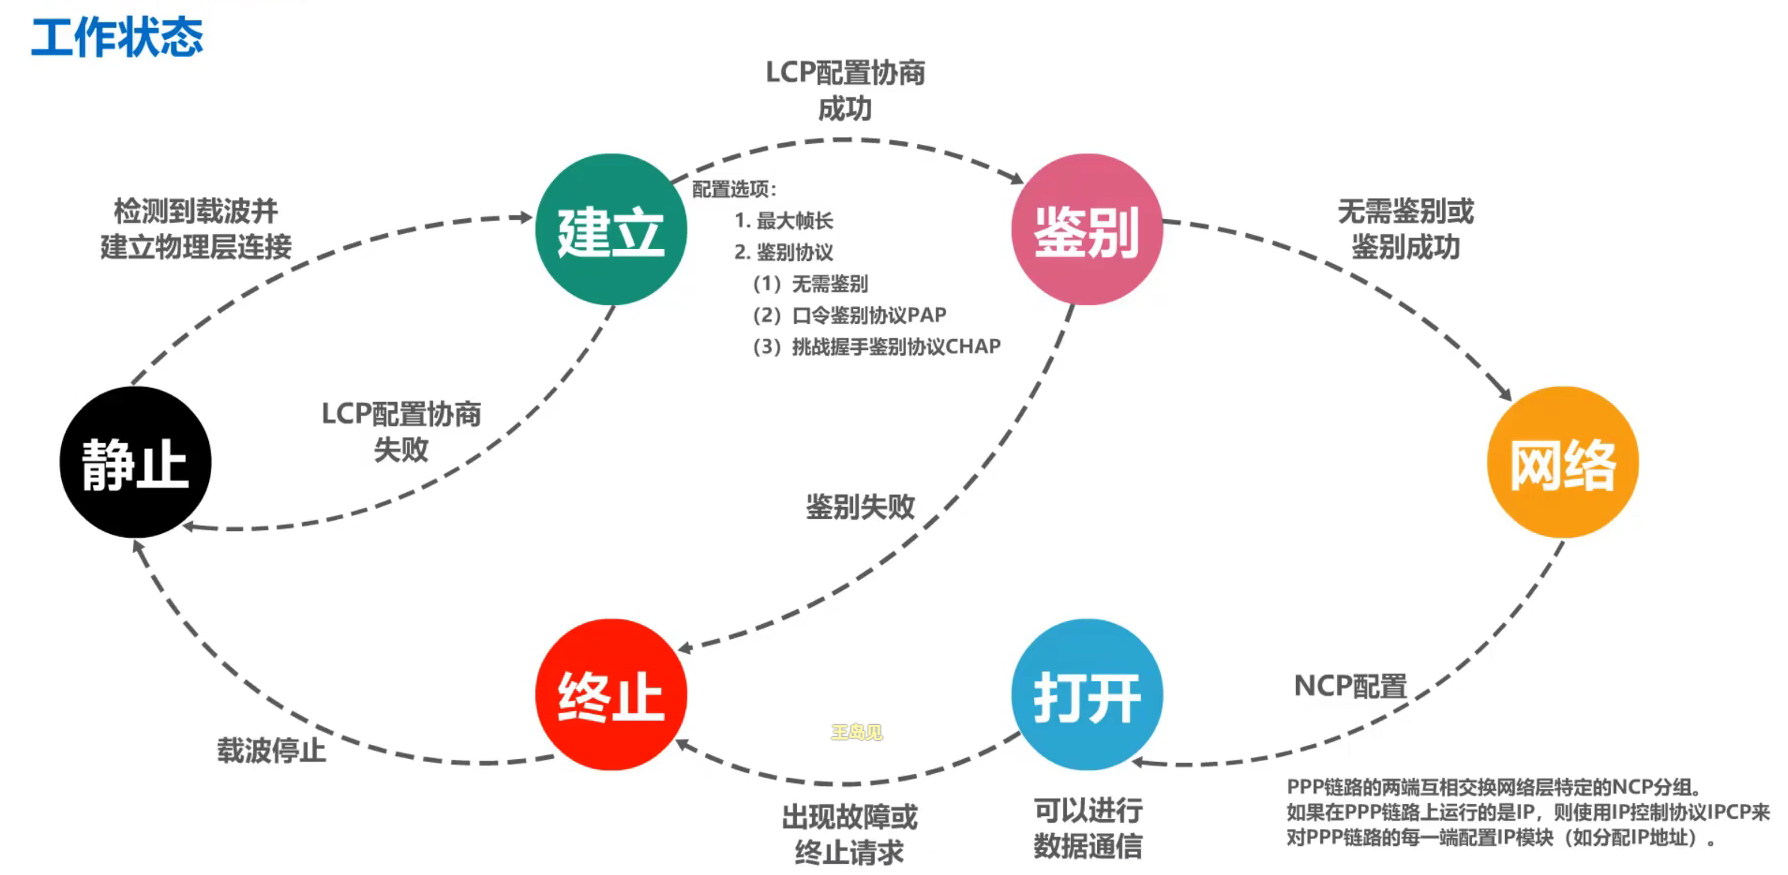 工作状态
LCP配置协商
成功
检测到载波并
建立物理层连接
建立
配置选项：
1. 最大帧长
2. 鉴别协议
（1）无需鉴别
（2）口令鉴别协议PAP
（3）挑战握手鉴别协议CHAP
鉴别
无需鉴别或
鉴别成功
静止
LCP配置协商
失败
鉴别失败
网络
终止
打开
NCP配置
王岛见
载波停止
出现故障或
终止请求
可以进行
数据通信
PPP链路的两端互相交换网络层特定的NCP分组。
如果在PPP链路上运行的是IP，则使用IP控制协议IPCP来
对PPP链路的每一端配置IP模块（如分配IP地址）。